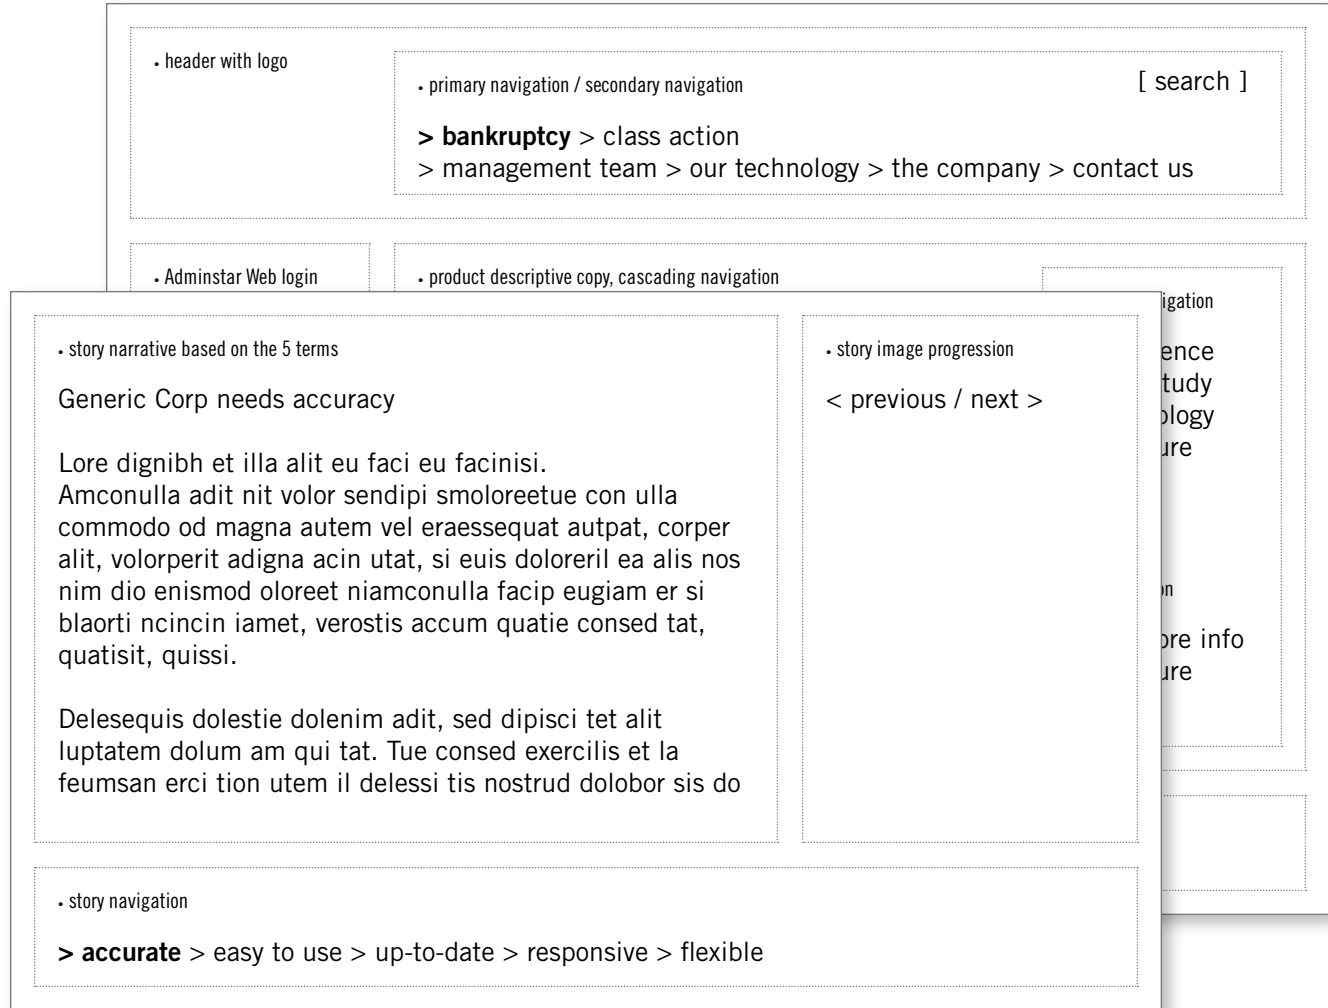 • header with logo
• primary navigation / secondary navigation
[ search ]
> bankruptcy > class action
> management team > our technology > the company > contact us
• Adminstar Web login
• product descriptive copy, cascading navigation
• story narrative based on the 5 terms
Generic Corp needs accuracy
Lore dignibh et illa alit eu faci eu facinisi.
Amconulla adit nit volor sendipi smoloreetue con ulla
commodo od magna autem vel eraessequat autpat, corper
alit, volorperit adigna acin utat, si euis doloreril ea alis nos
nim dio enismod oloreet niamconulla facip eugiam er si
blaorti ncincin iamet, verostis accum quatie consed tat,
quatisit, quissi.
Delesequis dolestie dolenim adit, sed dipisci tet alit
luptatem dolum am qui tat. Tue consed exercilis et la
feumsan erci tion utem il delessi tis nostrud dolobor sis do
• story image progression
< previous / next >
info
• story navigation
> accurate > easy to use > up-to-date > responsive > flexible